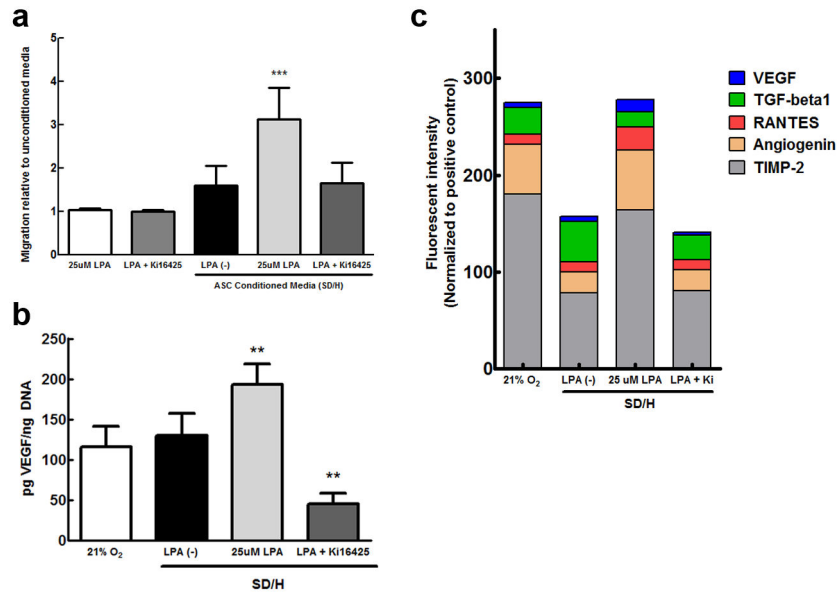 a
Migration relative to unconditioned media
5
4
3
2
1
0
***
25uM LPA
LPA + Ki16425
LPA (-)
25uM LPA
LPA + Ki16425
ASC Conditioned Media (SD/H)
b
pg VEGF/ng DNA
250
200
150
100
50
0
**
**
21% O₂
LPA (-)
25uM LPA
LPA + Ki16425
SD/H
c
Fluorescent intensity
(Normalized to positive control)
300
200
100
0
21% O₂
LPA (-)
25 uM LPA
LPA + Ki
SD/H
VEGF
TGF-beta1
RANTES
Angiogenin
TIMP-2